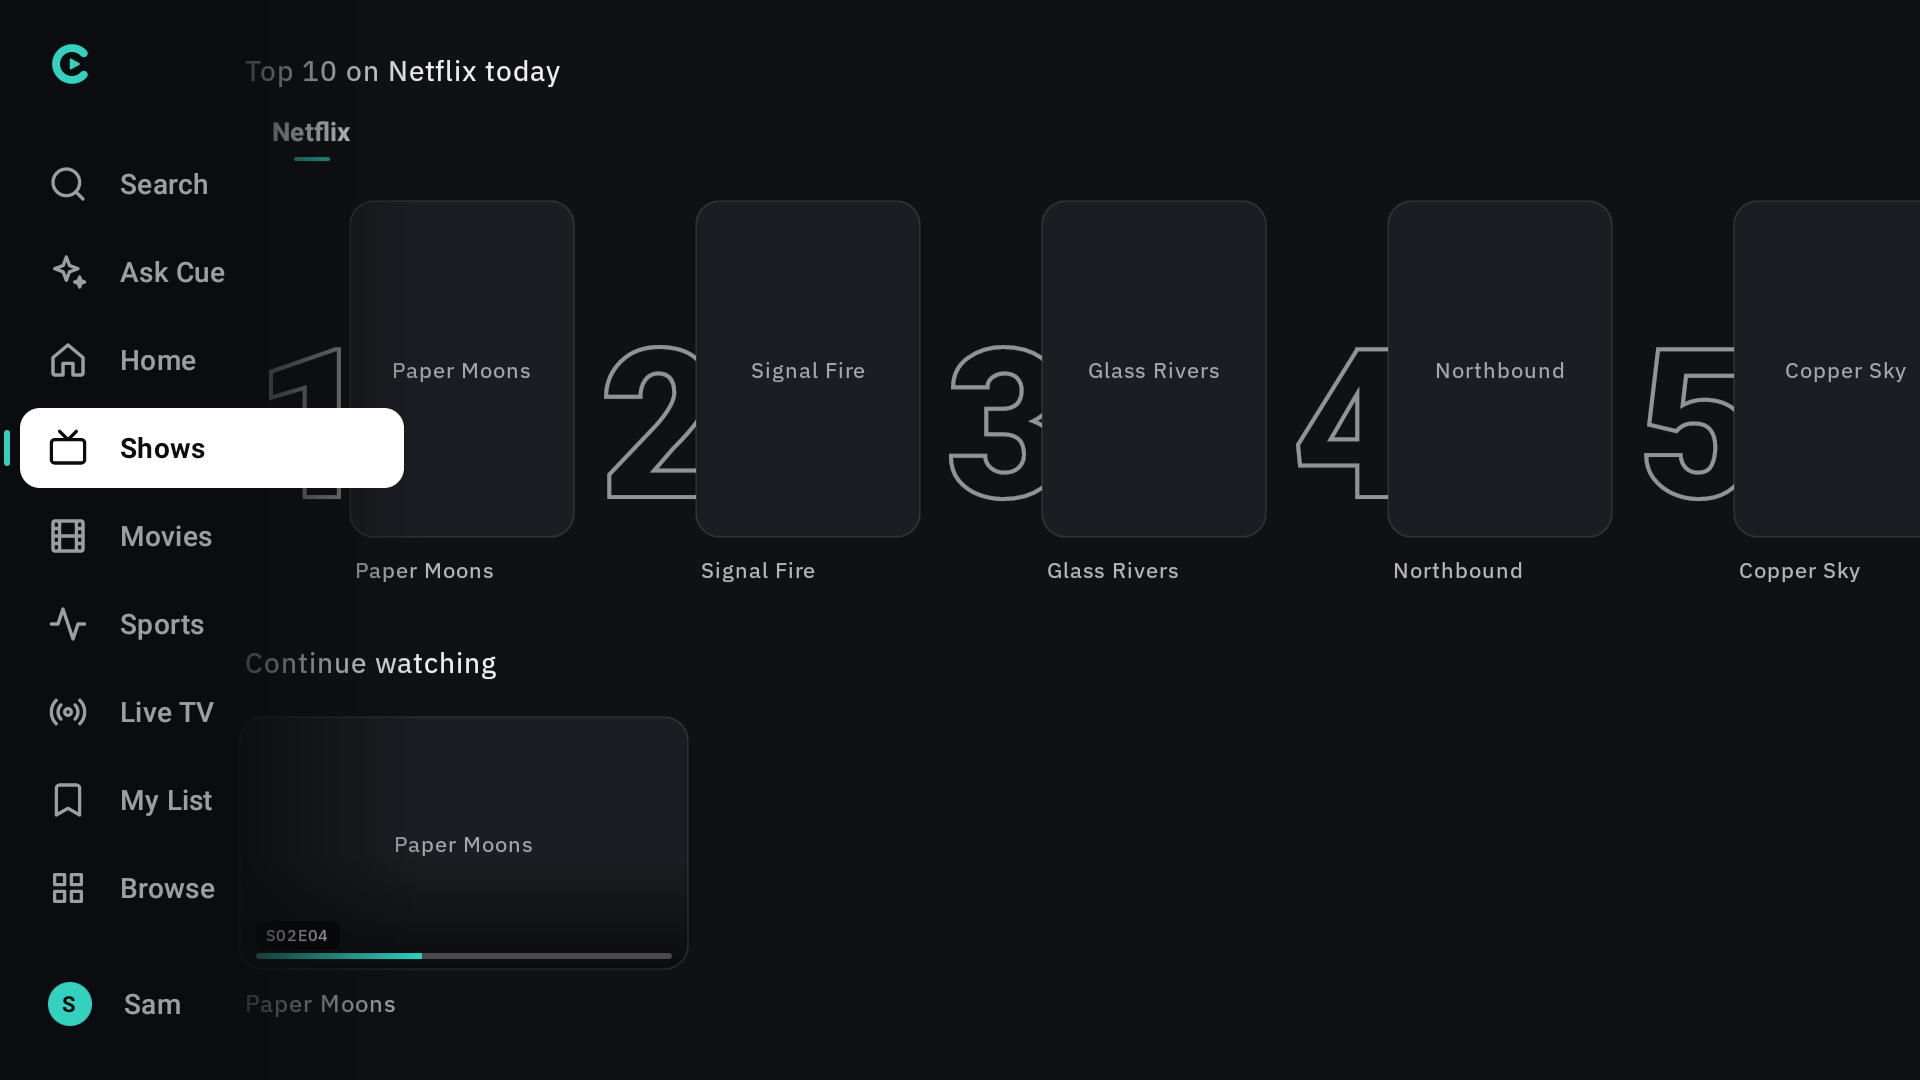 Top 10 on Netflix today
Netflix
Search
Ask Cue
Home
Shows
Movies
Sports
Live TV
My List
Browse
S Sam
1 Paper Moons
2 Signal Fire
3 Glass Rivers
4 Northbound
5 Copper Sky
Paper Moons
Signal Fire
Glass Rivers
Northbound
Copper Sky
Continue watching
Paper Moons
S02E04
Paper Moons